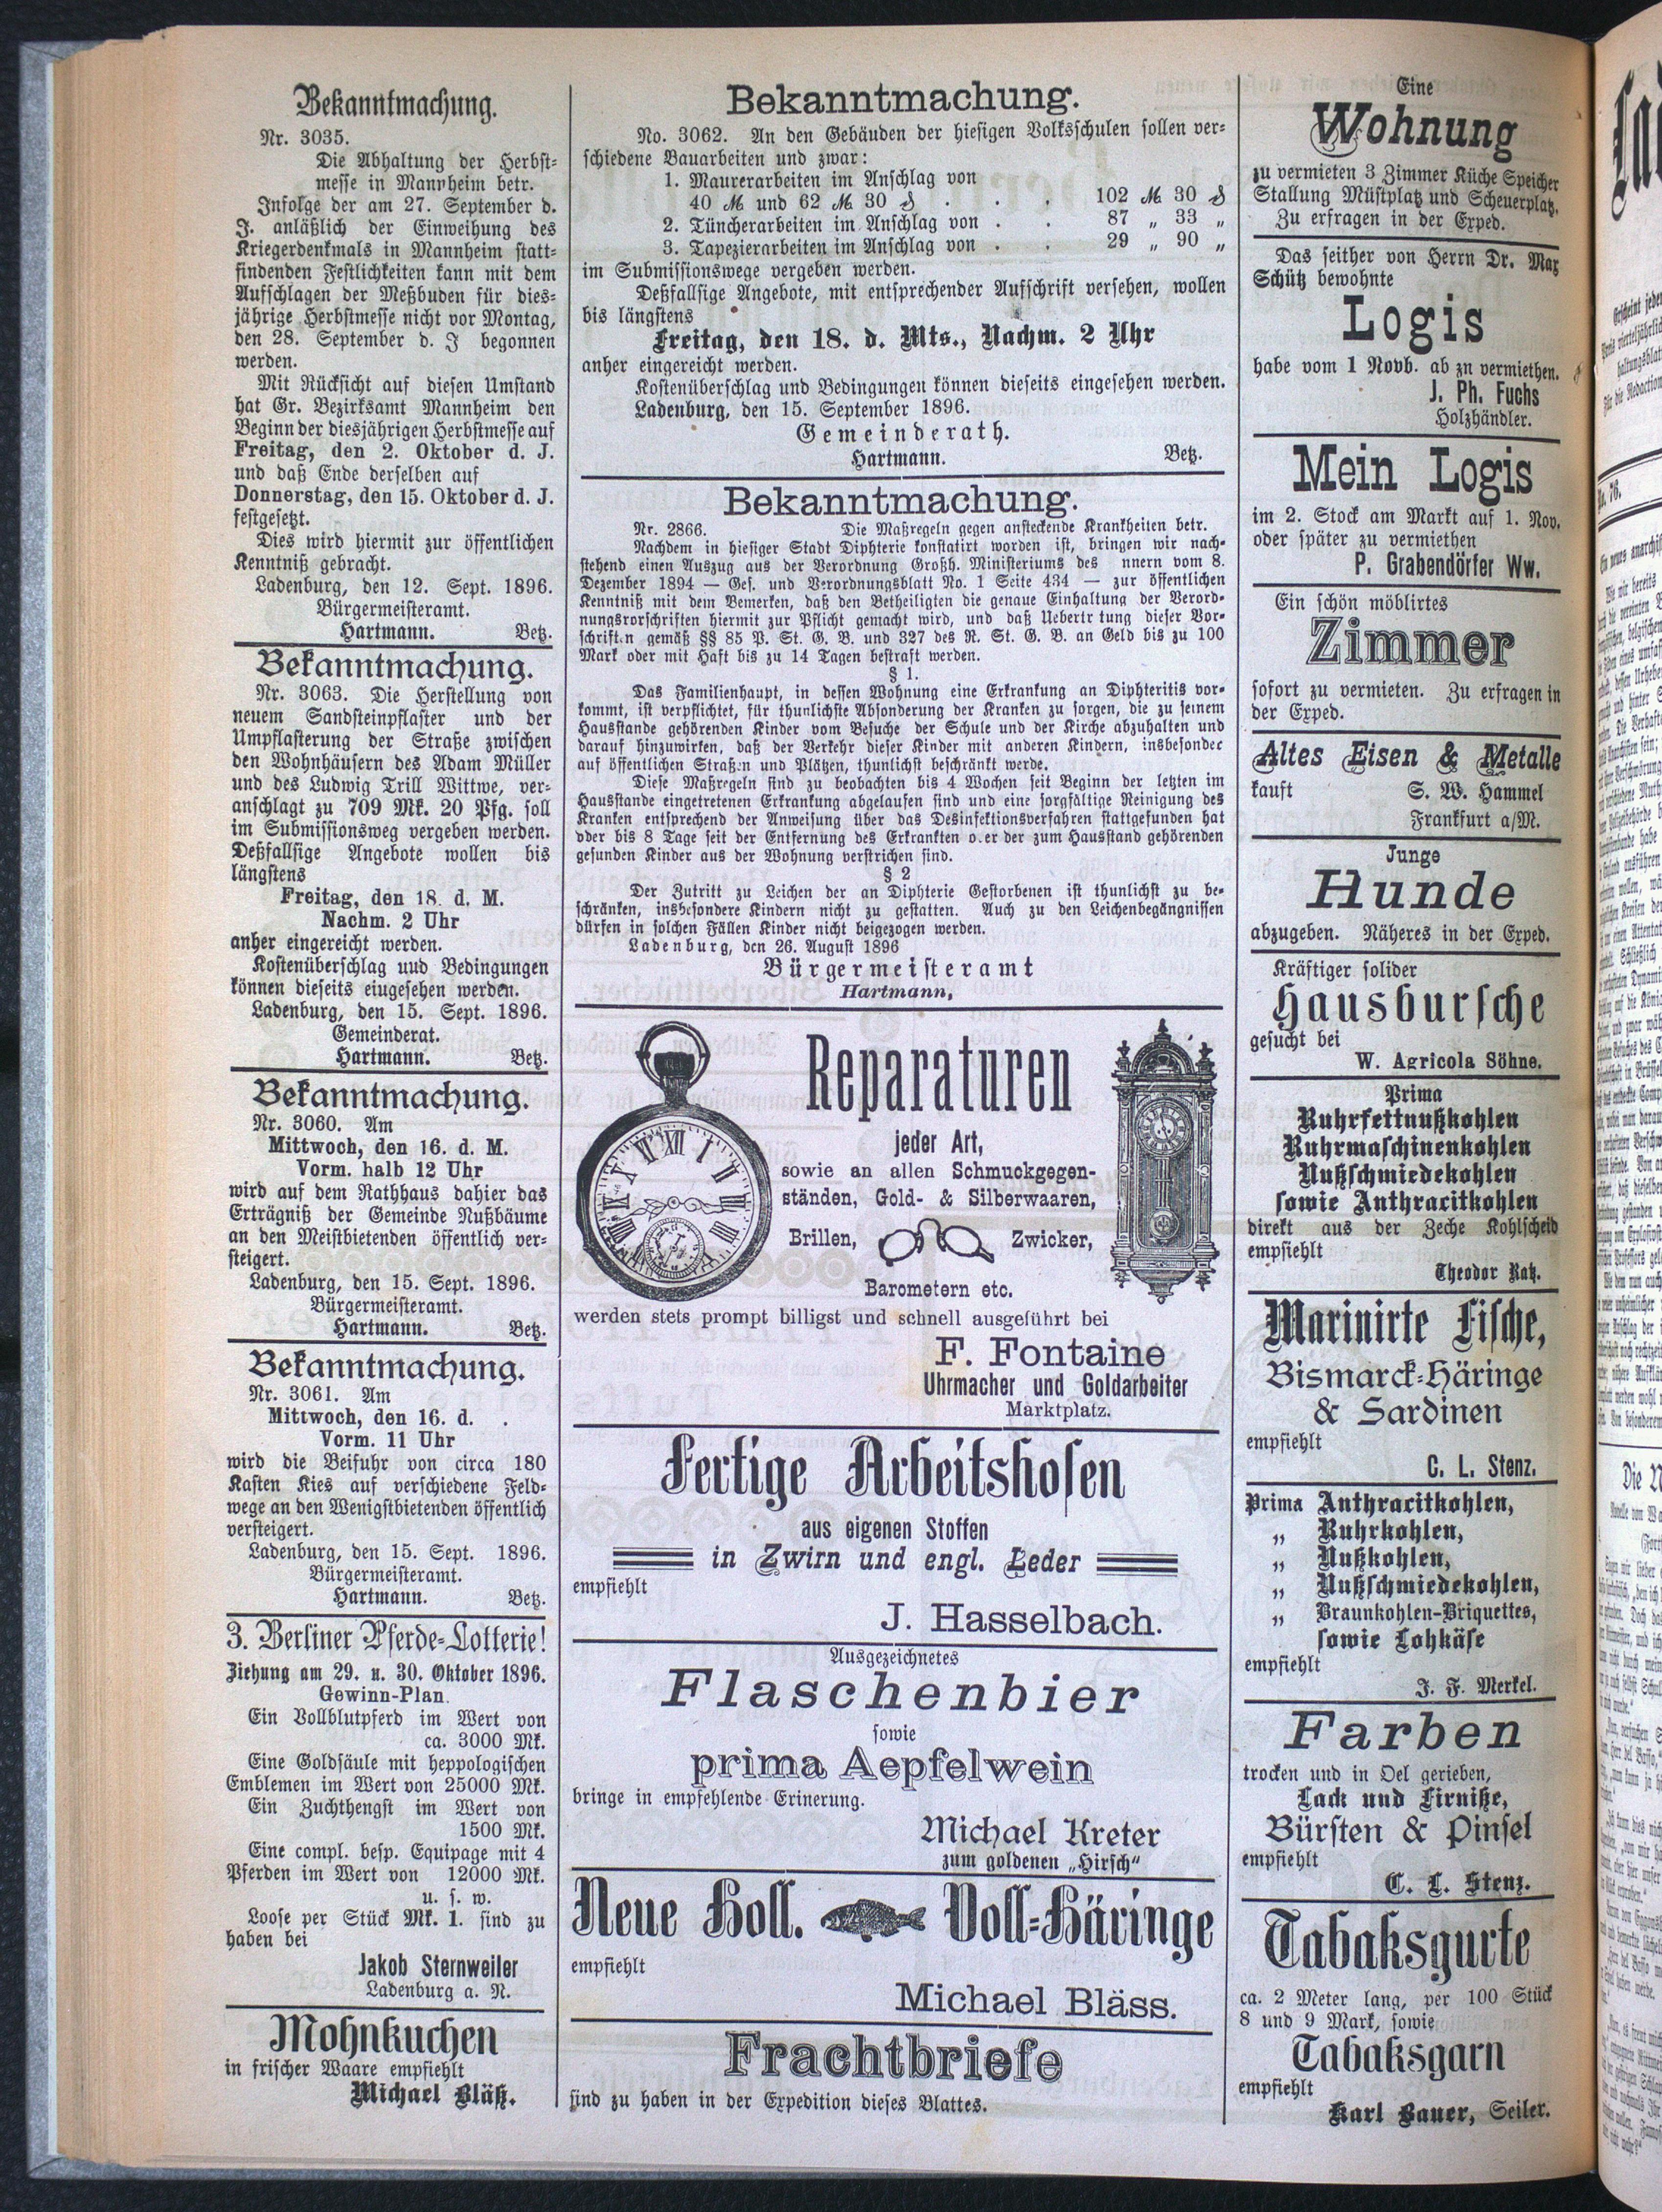 Bekanntmachung.
Nr. 3035.
Die Abhaltung der Herbst-
messe in Mannheim betr.
Infolge der am 27. September d.
J. anläßlich der Einweihung des
Kriegerdenkmals in Mannheim statt-
findenden Festlichkeiten kann mit dem
Aufschlagen der Meßbuden für dies-
jährige Herbstmesse nicht vor Montag,
den 28. September d. J begonnen
werden.
Mit Rücksicht auf diesen Umstand
hat Gr. Bezirksamt Mannheim den
Beginn der diesjährigen Herbstmesse auf
Freitag, den 2. Oktober d. J.
und daß Ende derselben auf
Donnerstag, den 15. Oktober d. J.
festgesetzt.
Dies wird hiermit zur öffentlichen
Kenntniß gebracht.
Ladenburg, den 12. Sept. 1896.
Bürgermeisteramt.
Hartmann. Betz.
Bekanntmachung.
Nr. 3063. Die Herstellung von
neuem Sandsteinpflaster und der
Umpflasterung der Straße zwischen
den Wohnhäusern des Adam Müller
und des Ludwig Trill Wittwe, ver-
anschlagt zu 709 Mk. 20 Pfg. soll
im Submissionsweg vergeben werden.
Deßfallsige Angebote wollen bis
längstens
Freitag, den 18. d. M.
Nachm. 2 Uhr
anher eingereicht werden.
Kostenüberschlag und Bedingungen
können dieseits eingesehen werden.
Ladenburg, den 15. Sept. 1896.
Gemeinderat.
Hartmann. Betz.
Bekanntmachung.
Nr. 3060. Am
Mittwoch, den 16. d. M.
Vorm. halb 12 Uhr
wird auf dem Rathhaus dahier das
Erträgniß der Gemeinde Nußbäume
an den Meistbietenden öffentlich ver-
steigert.
Ladenburg, den 15. Sept. 1896.
Bürgermeisteramt.
Hartmann. Betz.
Bekanntmachung.
Nr. 3061. Am
Mittwoch, den 16. d. .
Vorm. 11 Uhr
wird die Beifuhr von circa 180
Kasten Kies auf verschiedene Feld-
wege an den Wenigstbietenden öffentlich
versteigert.
Ladenburg, den 15. Sept. 1896.
Bürgermeisteramt.
Hartmann. Betz.
3. Berliner Pferde-Lotterie!
Ziehung am 29. u. 30. Oktober 1896.
Gewinn-Plan.
Ein Vollblutpferd im Wert von
ca. 3000 Mk.
Eine Goldsäule mit heppologischen
Emblemen im Wert von 25000 Mk.
Ein Zuchthengst im Wert von
1500 Mk.
Eine compl. besp. Equipage mit 4
Pferden im Wert von 12000 Mk.
u. s. w.
Loose per Stück Mk. 1. sind zu
haben bei
Jakob Sternweiler
Ladenburg a. N.
Mohnkuchen
in frischer Waare empfiehlt
Michael Bläß.
Bekanntmachung.
No. 3062. An den Gebäuden der hiesigen Volksschulen sollen ver-
schiedene Bauarbeiten und zwar:
1. Maurerarbeiten im Anschlag von
40 M und 62 M 30 ₰ . . . 102 M 30 ₰
2. Tüncherarbeiten im Anschlag von . . 87 „ 33 „
3. Tapezierarbeiten im Anschlag von . . 29 „ 90 „
im Submissionswege vergeben werden.
Deßfallsige Angebote, mit entsprechender Aufschrift versehen, wollen
bis längstens
Freitag, den 18. d. Mts., Nachm. 2 Uhr
anher eingereicht werden.
Kostenüberschlag und Bedingungen können dieseits eingesehen werden.
Ladenburg, den 15. September 1896.
Gemeinderath.
Hartmann. Betz.
Bekanntmachung.
Nr. 2866. Die Maßregeln gegen ansteckende Krankheiten betr.
Nachdem in hiesiger Stadt Diphterie konstatirt worden ist, bringen wir nach-
stehend einen Auszug aus der Verordnung Großh. Ministeriums des nnern vom 8.
Dezember 1894 — Ges. und Verordnungsblatt No. 1 Seite 434 — zur öffentlichen
Kenntniß mit dem Bemerken, daß den Betheiligten die genaue Einhaltung der Verord-
nungsvorschriften hiermit zur Pflicht gemacht wird, und daß Uebertr tung dieser Vor-
schrift.n gemäß §§ 85 P. St. G. B. und 327 des R. St. G. B. an Geld bis zu 100
Mark oder mit Haft bis zu 14 Tagen bestraft werden.
§ 1.
Das Familienhaupt, in dessen Wohnung eine Erkrankung an Diphteritis vor-
kommt, ist verpflichtet, für thunlichste Absonderung der Kranken zu sorgen, die zu seinem
Hausstande gehörenden Kinder vom Besuche der Schule und der Kirche abzuhalten und
darauf hinzuwirken, daß der Verkehr dieser Kinder mit anderen Kindern, insbesondec
auf öffentlichen Straß:n und Plätzen, thunlichst beschränkt werde.
Diese Maßregeln sind zu beobachten bis 4 Wochen seit Beginn der letzten im
Hausstande eingetretenen Erkrankung abgelaufen sind und eine sorgfältige Reinigung des
Kranken entsprechend der Anweisung über das Desinfektionsverfahren stattgefunden hat
oder bis 8 Tage seit der Entfernung des Erkrankten o.er der zum Hausstand gehörenden
gesunden Kinder aus der Wohnung verstrichen sind.
§ 2
Der Zutritt zu Leichen der an Diphterie Gestorbenen ist thunlichst zu be-
schränken, insbesondere Kindern nicht zu gestatten. Auch zu den Leichenbegängnissen
dürfen in solchen Fällen Kinder nicht beigezogen werden.
Ladenburg, den 26. August 1896
Bürgermeisteramt
Hartmann,
Reparaturen
jeder Art,
sowie an allen Schmuckgegen-
ständen, Gold- & Silberwaaren,
Brillen, Zwicker,
Barometern etc.
werden stets prompt billigst und schnell ausgeführt bei
F. Fontaine
Uhrmacher und Goldarbeiter
Marktplatz.
Fertige Arbeitshosen
aus eigenen Stoffen
in Zwirn und engl. Leder
empfiehlt
J. Hasselbach.
Ausgezeichnetes
Flaschenbier
sowie
prima Aepfelwein
bringe in empfehlende Erinerung.
Michael Kreter
zum goldenen „Hirsch“
Neue Holl. Voll-Häringe
empfiehlt
Michael Bläss.
Frachtbriefe
sind zu haben in der Expedition dieses Blattes.
Eine
Wohnung
zu vermieten 3 Zimmer Küche Speicher
Stallung Müstplatz und Scheuerplatz.
Zu erfragen in der Exped.
Das seither von Herrn Dr. Max
Schütz bewohnte
Logis
habe vom 1 Novb. ab zu vermiethen.
J. Ph. Fuchs
Holzhändler.
Mein Logis
im 2. Stock am Markt auf 1. Nov.
oder später zu vermiethen
P. Grabendörfer Ww.
Ein schön möblirtes
Zimmer
sofort zu vermieten. Zu erfragen in
der Exped.
Altes Eisen & Metalle
kauft S. W. Hammel
Frankfurt a/M.
Junge
Hunde
abzugeben. Näheres in der Exped.
Kräftiger solider
Hausbursche
gesucht bei
W. Agricola Söhne.
Prima
Ruhrfettnußkohlen
Ruhrmaschinenkohlen
Nußschmiedekohlen
sowie Anthracitkohlen
direkt aus der Zeche Kohlscheid
empfiehlt
Theodor Katz.
Marinirte Fische,
Bismarck-Häringe
& Sardinen
empfiehlt
C. L. Stenz.
Prima Anthracitkohlen,
„ Ruhrkohlen,
„ Nußkohlen,
„ Nußschmiedekohlen,
„ Braunkohlen-Briquettes,
sowie Lohkäse
empfiehlt
J. F. Merkel.
Farben
trocken und in Oel gerieben,
Lack und Firniße,
Bürsten & Pinsel
empfiehlt
C. L. Stenz.
Tabaksgurte
ca. 2 Meter lang, per 100 Stück
8 und 9 Mark, sowie
Tabaksgarn
empfiehlt
Karl Bauer, Seiler.
No. 76.